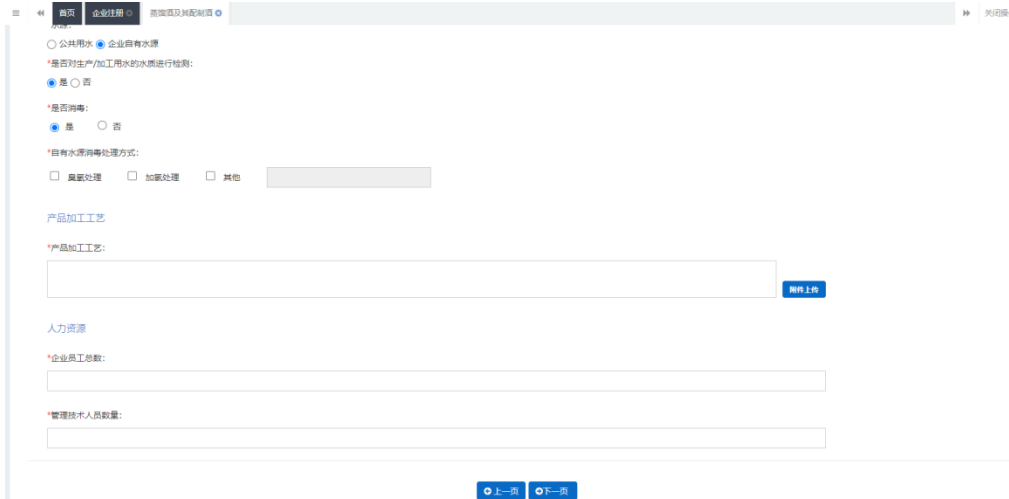 首页 企业注册 蒸馏酒及其配制酒 关闭操
水源:
公共用水 企业自有水源
*是否对生产/加工用水的水质进行检测:
是 否
*是否消毒:
是 否
*自有水源消毒处理方式:
臭氧处理 加氯处理 其他
产品加工工艺
*产品加工工艺:
附件上传
人力资源
*企业员工总数:
*管理技术人员数量:
上一页 下一页